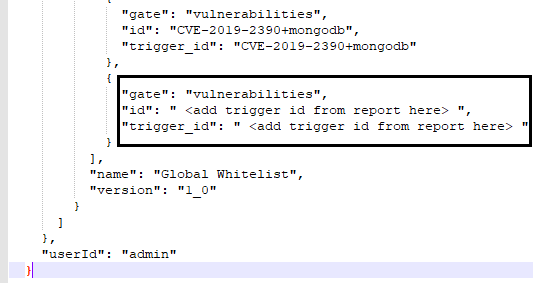 {
"gate": "vulnerabilities",
"id": "CVE-2019-2390+mongodb",
"trigger_id": "CVE-2019-2390+mongodb"
},
{
"gate": "vulnerabilities",
"id": " <add trigger id from report here> ",
"trigger_id": " <add trigger id from report here> "
}
],
"name": "Global Whitelist",
"version": "1_0"
}
]
},
"userId": "admin"
}